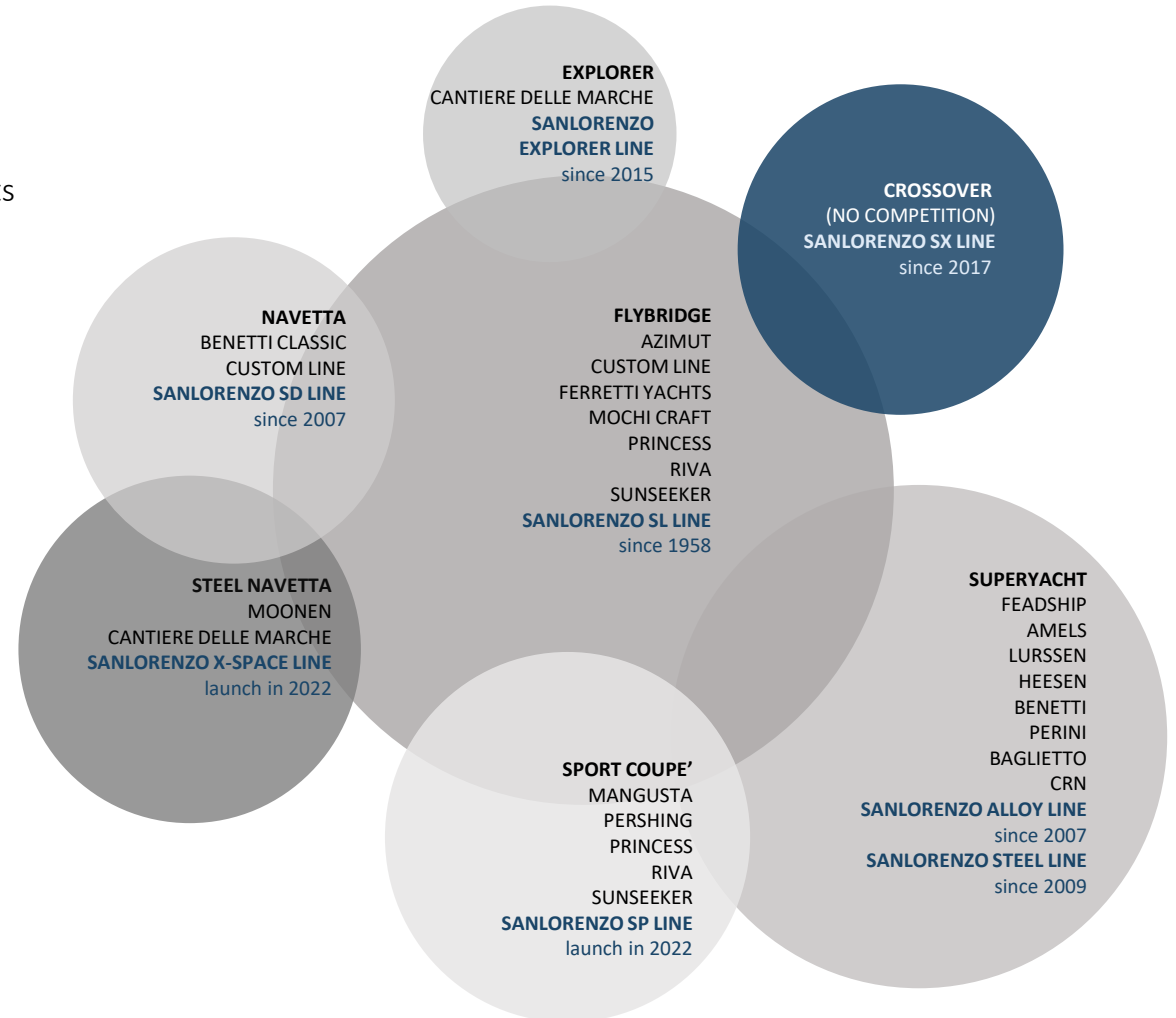 EXPLORER
CANTIERE DELLE MARCHE
SANLORENZO
EXPLORER LINE
since 2015
CROSSOVER
(NO COMPETITION)
SANLORENZO SX LINE
since 2017
NAVETTA
BENETTI CLASSIC
CUSTOM LINE
SANLORENZO SD LINE
since 2007
FLYBRIDGE
AZIMUT
CUSTOM LINE
FERRETTI YACHTS
MOCHI CRAFT
PRINCESS
RIVA
SUNSEEKER
SANLORENZO SL LINE
since 1958
STEEL NAVETTA
MOONEN
CANTIERE DELLE MARCHE
SANLORENZO X-SPACE LINE
launch in 2022
SUPERYACHT
FEADSHIP
AMELS
LURSSEN
HEESEN
BENETTI
PERINI
BAGLIETTO
CRN
SANLORENZO ALLOY LINE
since 2007
SANLORENZO STEEL LINE
since 2009
SPORT COUPE’
MANGUSTA
PERSHING
PRINCESS
RIVA
SUNSEEKER
SANLORENZO SP LINE
launch in 2022